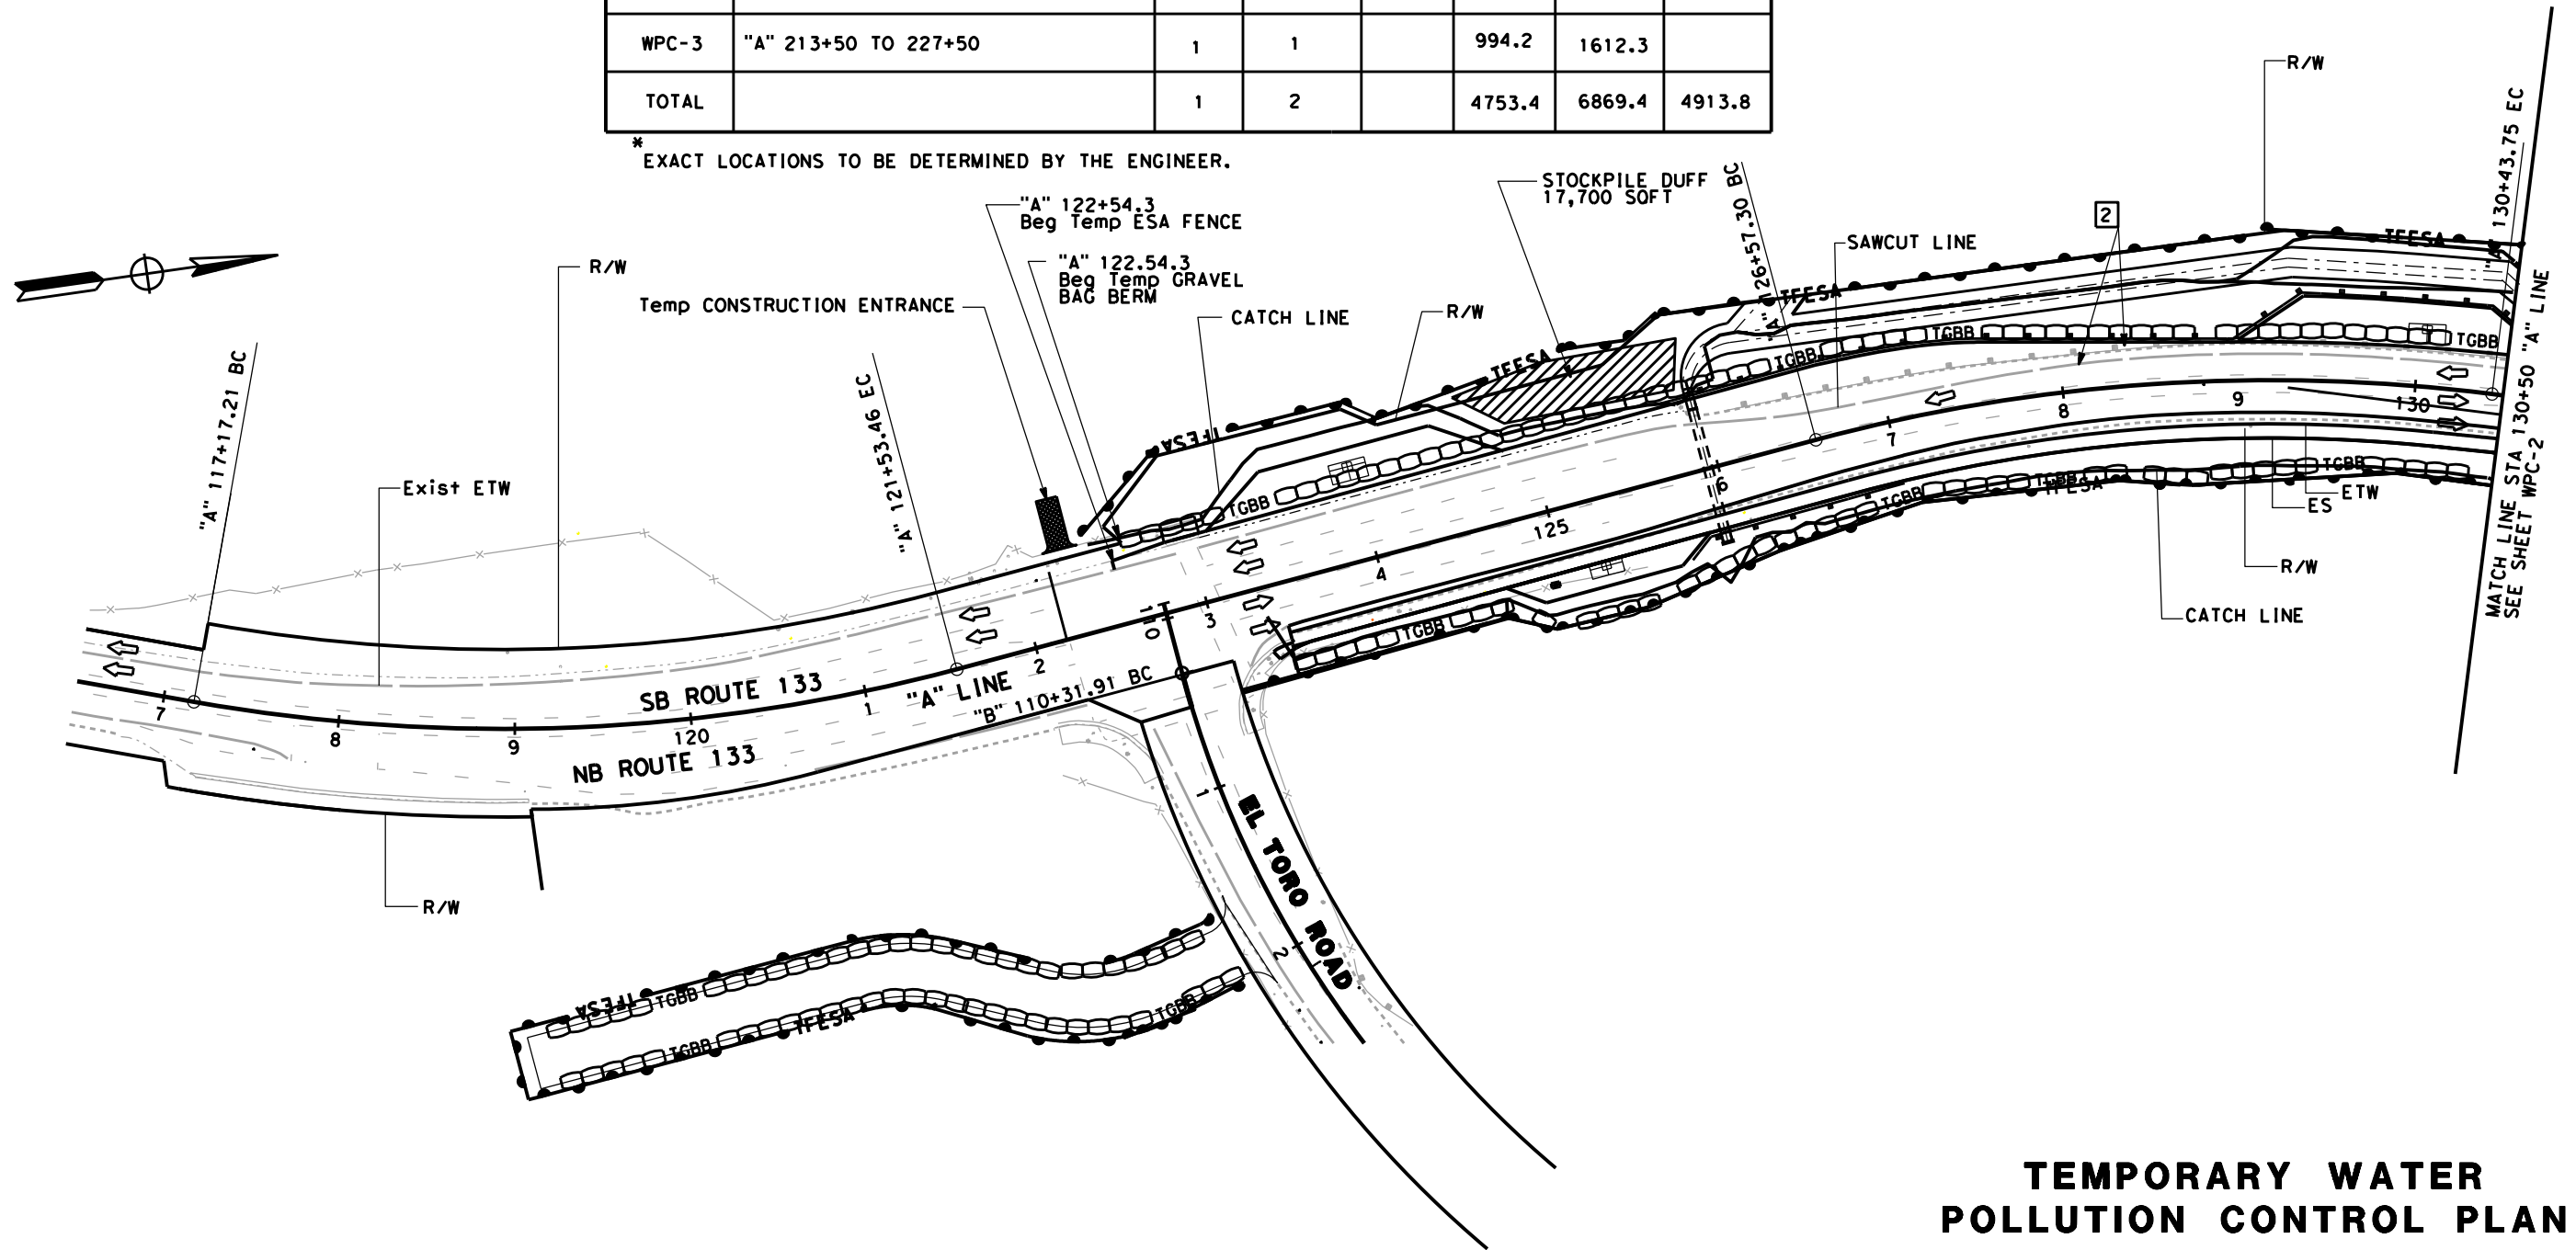 WPC-3 "A" 213+50 TO 227+50 1 1 994.2 1612.3
TOTAL 1 2 4753.4 6869.4 4913.8
*
EXACT LOCATIONS TO BE DETERMINED BY THE ENGINEER.
R/W
STOCKPILE DUFF
17,700 SQFT
"A" 122+54.3
Beg Temp ESA FENCE
"A" 122.54.3
Beg Temp GRAVEL
BAG BERM
Temp CONSTRUCTION ENTRANCE
R/W
CATCH LINE
R/W
"A" 126+57.30 BC
SAWCUT LINE
2
"A" 130+43.75 EC
MATCH LINE STA 130+50 "A" LINE
SEE SHEET WPC-2
TFESA
TFESA
TFESA
TFESA
TGBB
TGBB
TGBB
TGBB
"A" 117+17.21 BC
Exist ETW
"A" 121+53.46 EC
7
8
9
120
1
2
3
4
125
6
7
8
9
130
SB ROUTE 133
"A" LINE
NB ROUTE 133
"B" 110+31.91 BC
110
1
2
EL TORO ROAD
TGBB
TGBB
TGBB
TFESA
TGBB
ETW
ES
R/W
CATCH LINE
R/W
TFESA
TGBB
TGBB
TFESA
TGBB
TEMPORARY WATER
POLLUTION CONTROL PLAN